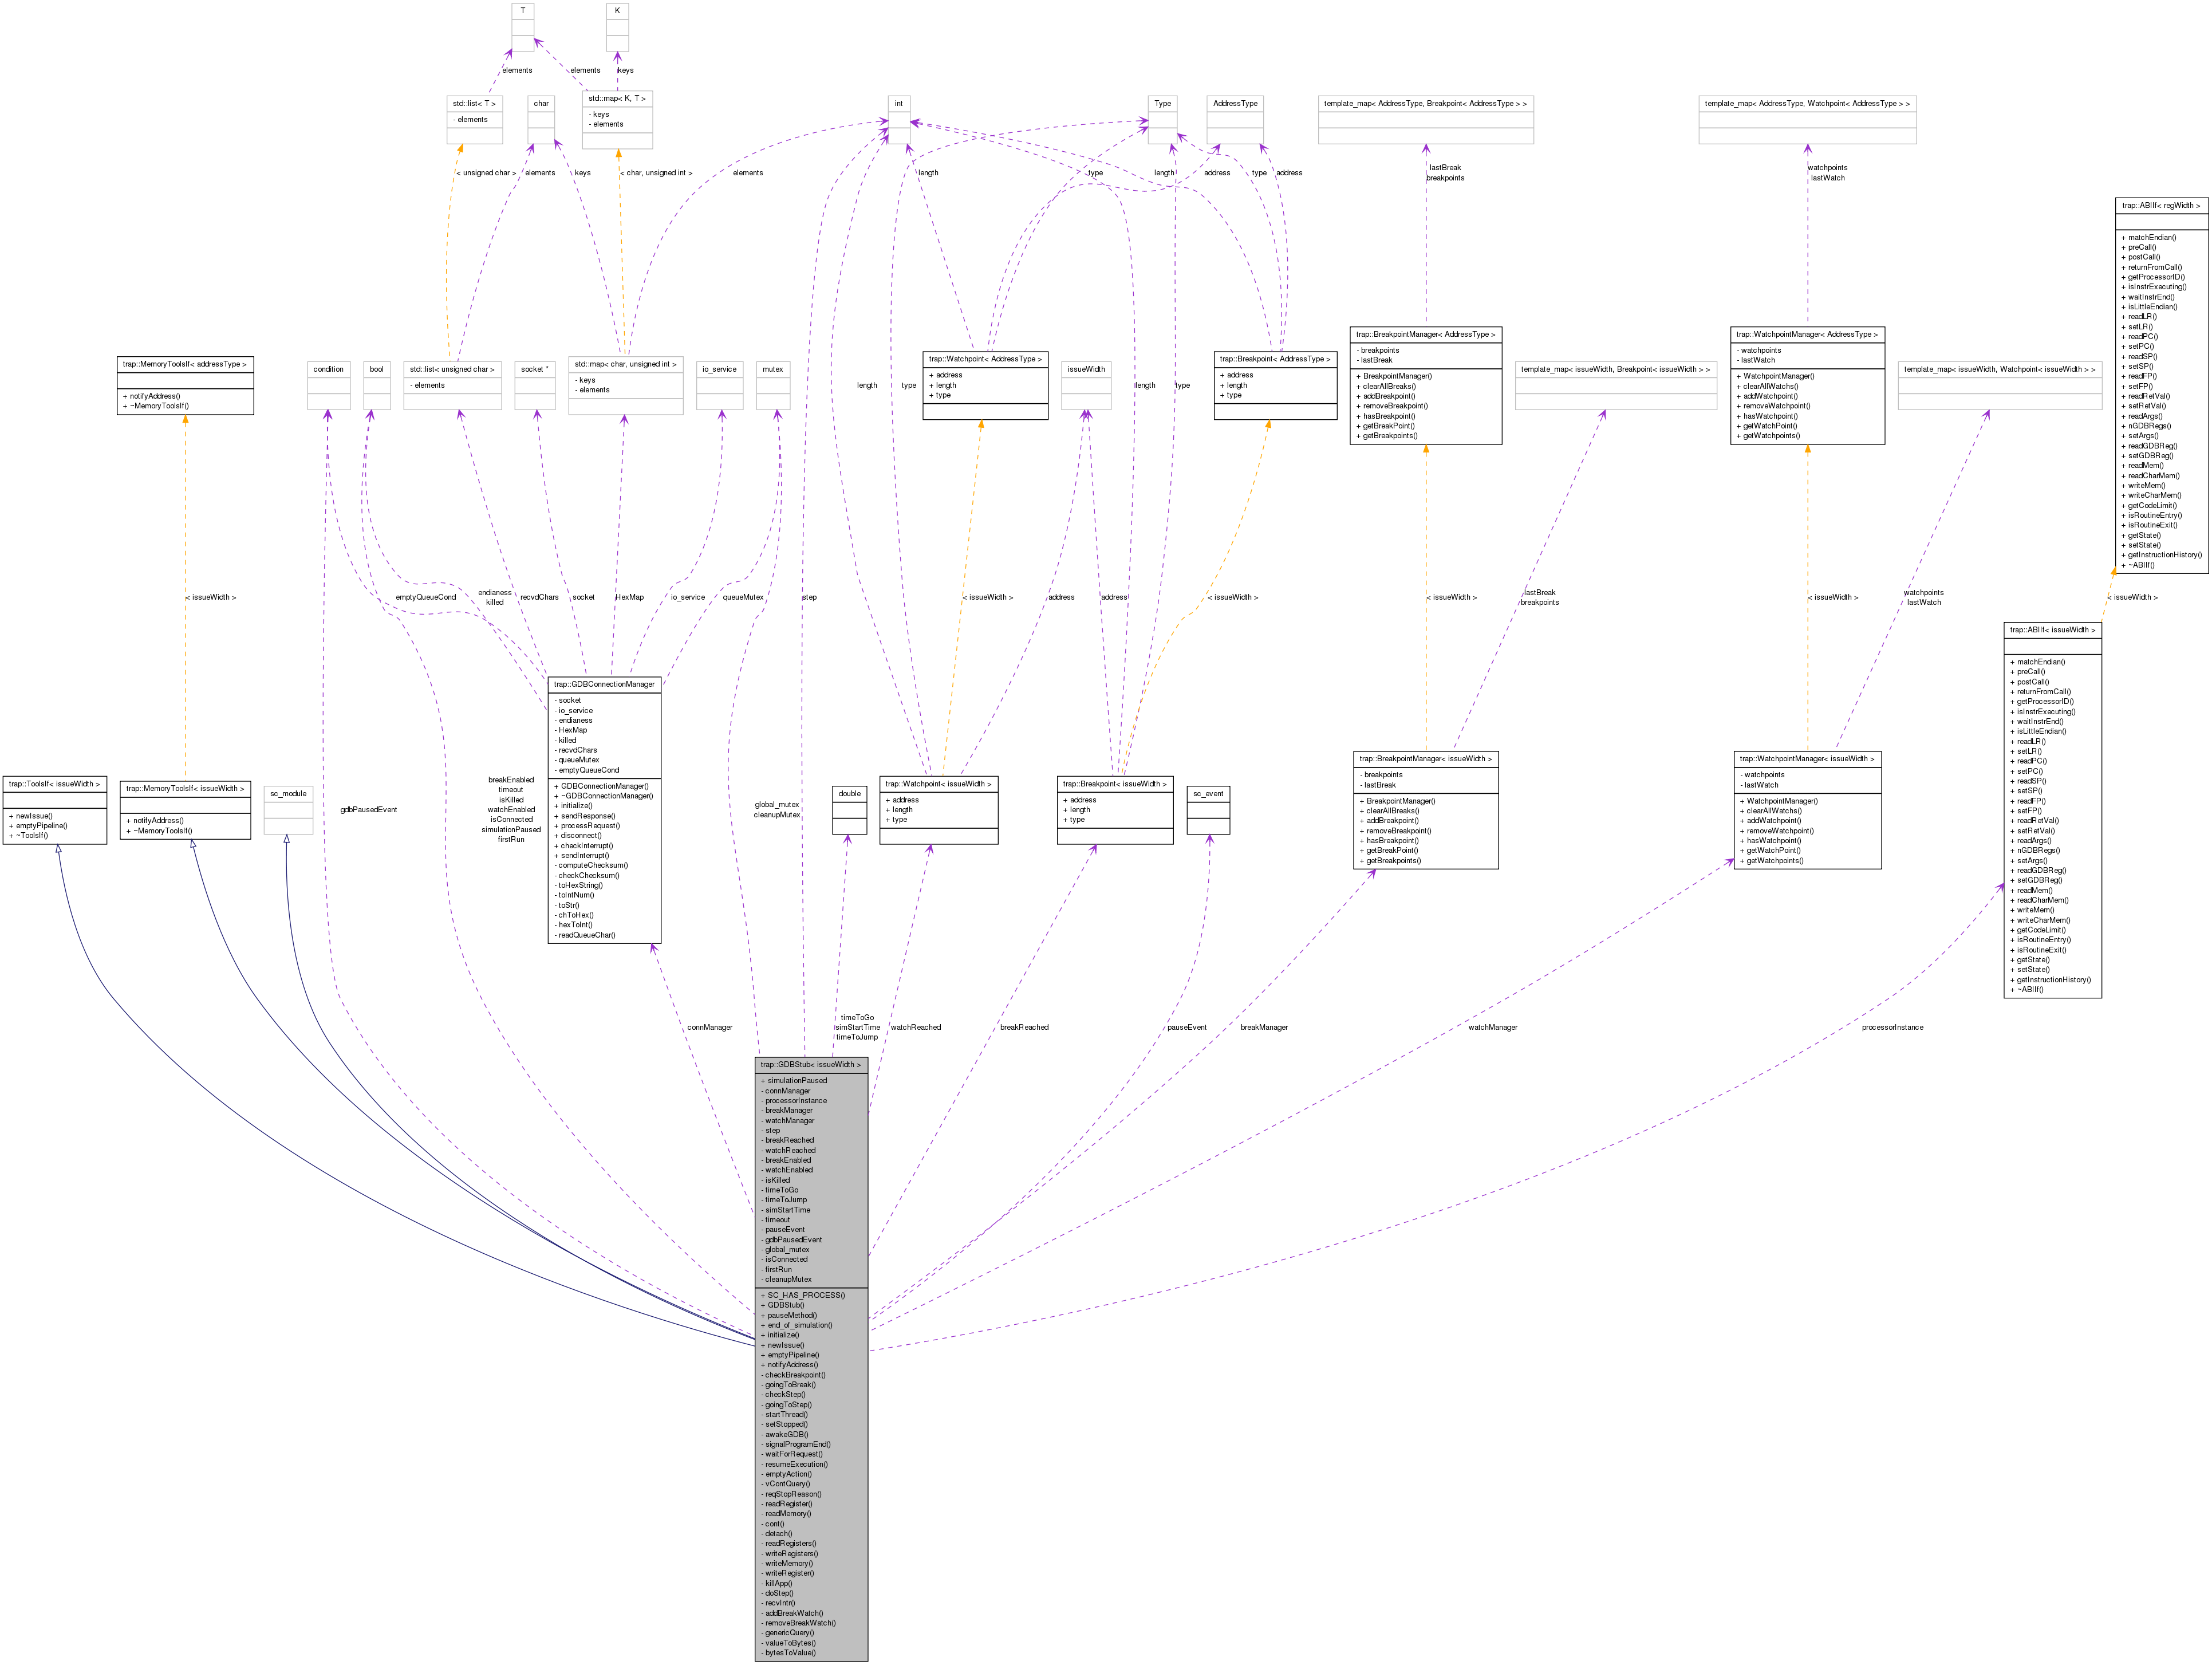 T
K
elements
elements
keys
std::list< T >
- elements
char
std::map< K, T >
- keys
- elements
int
Type
AddressType
template_map< AddressType, Breakpoint< AddressType > >
template_map< AddressType, Watchpoint< AddressType > >
< unsigned char >
elements
keys
< char, unsigned int >
elements
length
type
length
address
type
address
lastBreak
breakpoints
watchpoints
lastWatch
trap::ABIIf< regWidth >
+ matchEndian()
+ preCall()
+ postCall()
+ returnFromCall()
+ getProcessorID()
+ isInstrExecuting()
+ waitInstrEnd()
+ isLittleEndian()
+ readLR()
+ setLR()
+ readPC()
+ setPC()
+ readSP()
+ setSP()
+ readFP()
+ setFP()
+ readRetVal()
+ setRetVal()
+ readArgs()
+ nGDBRegs()
+ setArgs()
+ readGDBReg()
+ setGDBReg()
+ readMem()
+ readCharMem()
+ writeMem()
+ writeCharMem()
+ getCodeLimit()
+ isRoutineEntry()
+ isRoutineExit()
+ getState()
+ setState()
+ getInstructionHistory()
+ ~ABIIf()
trap::MemoryToolsIf< addressType >
+ notifyAddress()
+ ~MemoryToolsIf()
condition
bool
std::list< unsigned char >
- elements
socket *
std::map< char, unsigned int >
- keys
- elements
io_service
mutex
trap::Watchpoint< AddressType >
+ address
+ length
+ type
issueWidth
trap::Breakpoint< AddressType >
+ address
+ length
+ type
trap::BreakpointManager< AddressType >
- breakpoints
- lastBreak
+ BreakpointManager()
+ clearAllBreaks()
+ addBreakpoint()
+ removeBreakpoint()
+ hasBreakpoint()
+ getBreakPoint()
+ getBreakpoints()
template_map< issueWidth, Breakpoint< issueWidth > >
trap::WatchpointManager< AddressType >
- watchpoints
- lastWatch
+ WatchpointManager()
+ clearAllWatchs()
+ addWatchpoint()
+ removeWatchpoint()
+ hasWatchpoint()
+ getWatchPoint()
+ getWatchpoints()
template_map< issueWidth, Watchpoint< issueWidth > >
length
type
length
type
< issueWidth >
emptyQueueCond
endianess
killed
recvdChars
socket
HexMap
io_service
queueMutex
step
< issueWidth >
address
address
< issueWidth >
< issueWidth >
lastBreak
breakpoints
< issueWidth >
watchpoints
lastWatch
< issueWidth >
trap::ABIIf< issueWidth >
+ matchEndian()
+ preCall()
+ postCall()
+ returnFromCall()
+ getProcessorID()
+ isInstrExecuting()
+ waitInstrEnd()
+ isLittleEndian()
+ readLR()
+ setLR()
+ readPC()
+ setPC()
+ readSP()
+ setSP()
+ readFP()
+ setFP()
+ readRetVal()
+ setRetVal()
+ readArgs()
+ nGDBRegs()
+ setArgs()
+ readGDBReg()
+ setGDBReg()
+ readMem()
+ readCharMem()
+ writeMem()
+ writeCharMem()
+ getCodeLimit()
+ isRoutineEntry()
+ isRoutineExit()
+ getState()
+ setState()
+ getInstructionHistory()
+ ~ABIIf()
trap::GDBConnectionManager
- socket
- io_service
- endianess
- HexMap
- killed
- recvdChars
- queueMutex
- emptyQueueCond
+ GDBConnectionManager()
+ ~GDBConnectionManager()
+ initialize()
+ sendResponse()
+ processRequest()
+ disconnect()
+ checkInterrupt()
+ sendInterrupt()
- computeChecksum()
- checkChecksum()
- toHexString()
- toIntNum()
- toStr()
- chToHex()
- hexToInt()
- readQueueChar()
trap::ToolsIf< issueWidth >
+ newIssue()
+ emptyPipeline()
+ ~ToolsIf()
trap::MemoryToolsIf< issueWidth >
+ notifyAddress()
+ ~MemoryToolsIf()
sc_module
gdbPausedEvent
breakEnabled
timeout
isKilled
watchEnabled
isConnected
simulationPaused
firstRun
global_mutex
cleanupMutex
double
trap::Watchpoint< issueWidth >
+ address
+ length
+ type
trap::Breakpoint< issueWidth >
+ address
+ length
+ type
sc_event
trap::BreakpointManager< issueWidth >
- breakpoints
- lastBreak
+ BreakpointManager()
+ clearAllBreaks()
+ addBreakpoint()
+ removeBreakpoint()
+ hasBreakpoint()
+ getBreakPoint()
+ getBreakpoints()
trap::WatchpointManager< issueWidth >
- watchpoints
- lastWatch
+ WatchpointManager()
+ clearAllWatchs()
+ addWatchpoint()
+ removeWatchpoint()
+ hasWatchpoint()
+ getWatchPoint()
+ getWatchpoints()
connManager
timeToGo
simStartTime
timeToJump
watchReached
breakReached
pauseEvent
breakManager
watchManager
processorInstance
trap::GDBStub< issueWidth >
+ simulationPaused
- connManager
- processorInstance
- breakManager
- watchManager
- step
- breakReached
- watchReached
- breakEnabled
- watchEnabled
- isKilled
- timeToGo
- timeToJump
- simStartTime
- timeout
- pauseEvent
- gdbPausedEvent
- global_mutex
- isConnected
- firstRun
- cleanupMutex
+ SC_HAS_PROCESS()
+ GDBStub()
+ pauseMethod()
+ end_of_simulation()
+ initialize()
+ newIssue()
+ emptyPipeline()
+ notifyAddress()
- checkBreakpoint()
- goingToBreak()
- checkStep()
- goingToStep()
- startThread()
- setStopped()
- awakeGDB()
- signalProgramEnd()
- waitForRequest()
- resumeExecution()
- emptyAction()
- vContQuery()
- reqStopReason()
- readRegister()
- readMemory()
- cont()
- detach()
- readRegisters()
- writeRegisters()
- writeMemory()
- writeRegister()
- killApp()
- doStep()
- recvIntr()
- addBreakWatch()
- removeBreakWatch()
- genericQuery()
- valueToBytes()
- bytesToValue()